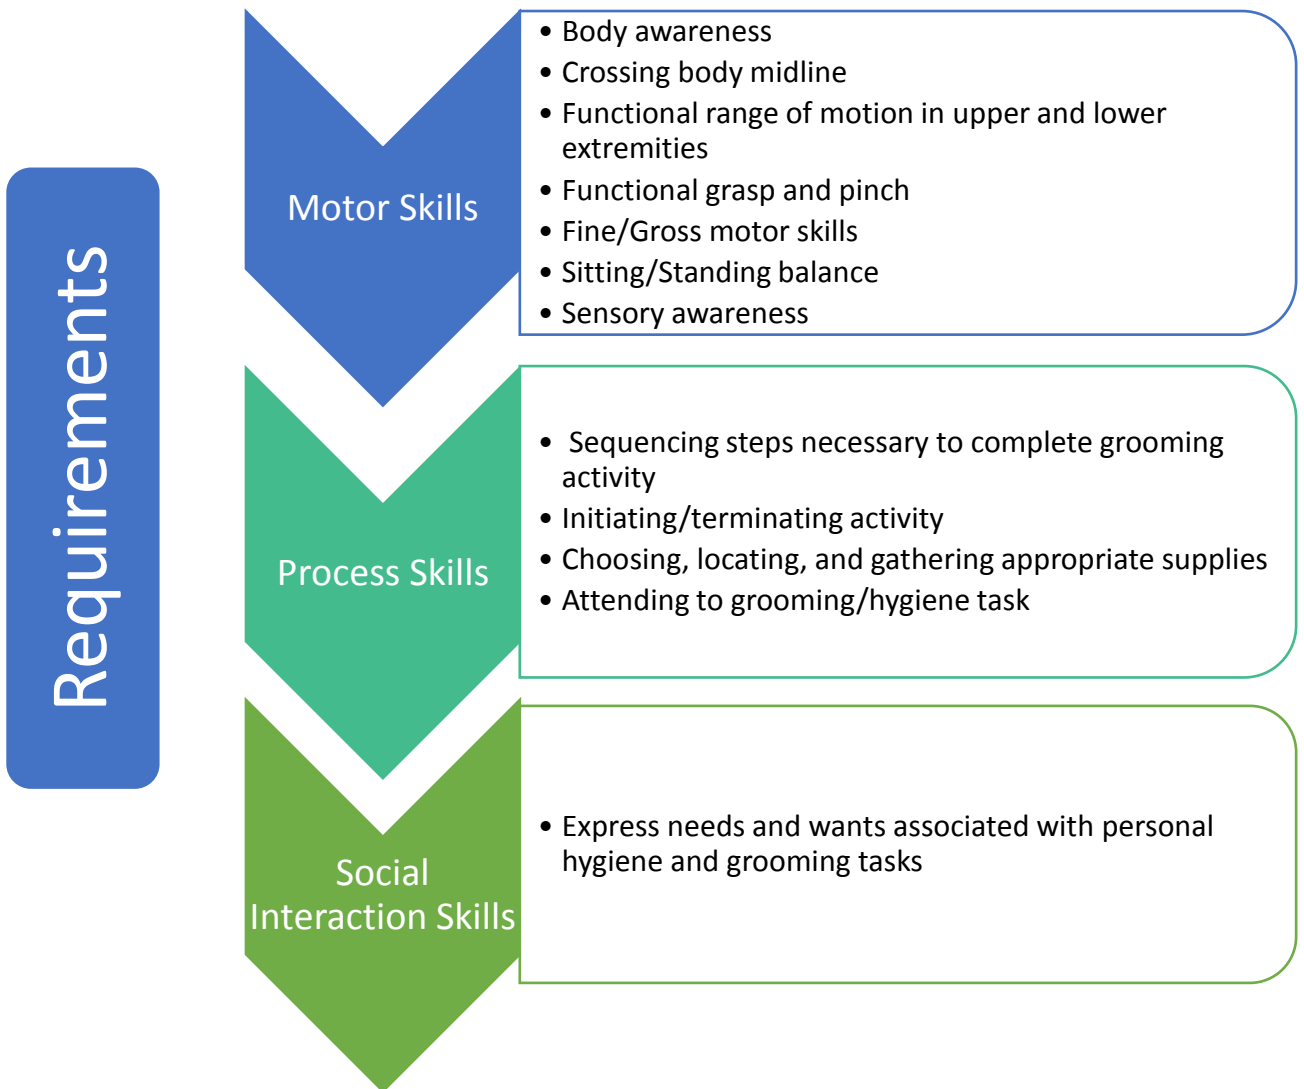 Requirements
Motor Skills
• Body awareness
• Crossing body midline
• Functional range of motion in upper and lower
extremities
• Functional grasp and pinch
• Fine/Gross motor skills
• Sitting/Standing balance
• Sensory awareness
Process Skills
• Sequencing steps necessary to complete grooming
activity
• Initiating/terminating activity
• Choosing, locating, and gathering appropriate supplies
• Attending to grooming/hygiene task
Social
Interaction Skills
• Express needs and wants associated with personal
hygiene and grooming tasks